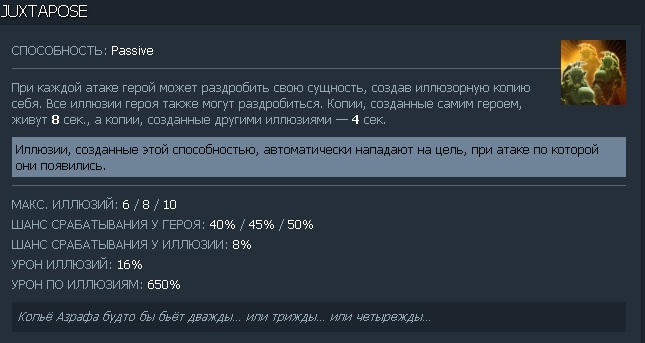 JUXTAPOSE
СПОСОБНОСТЬ: Passive
При каждой атаке герой может раздробить свою сущность, создав иллюзорную копию
себя. Все иллюзии героя также могут раздробиться. Копии, созданные самим героем,
живут 8 сек., а копии, созданные другими иллюзиями — 4 сек.
Иллюзии, созданные этой способностью, автоматически нападают на цель, при атаке по которой
они появились.
МАКС. ИЛЛЮЗИЙ: 6 / 8 / 10
ШАНС СРАБАТЫВАНИЯ У ГЕРОЯ: 40% / 45% / 50%
ШАНС СРАБАТЫВАНИЯ У ИЛЛЮЗИИ: 8%
УРОН ИЛЛЮЗИЙ: 16%
УРОН ПО ИЛЛЮЗИЯМ: 650%
Копьё Азрафа будто бы бьёт дважды... или трижды... или четырежды...